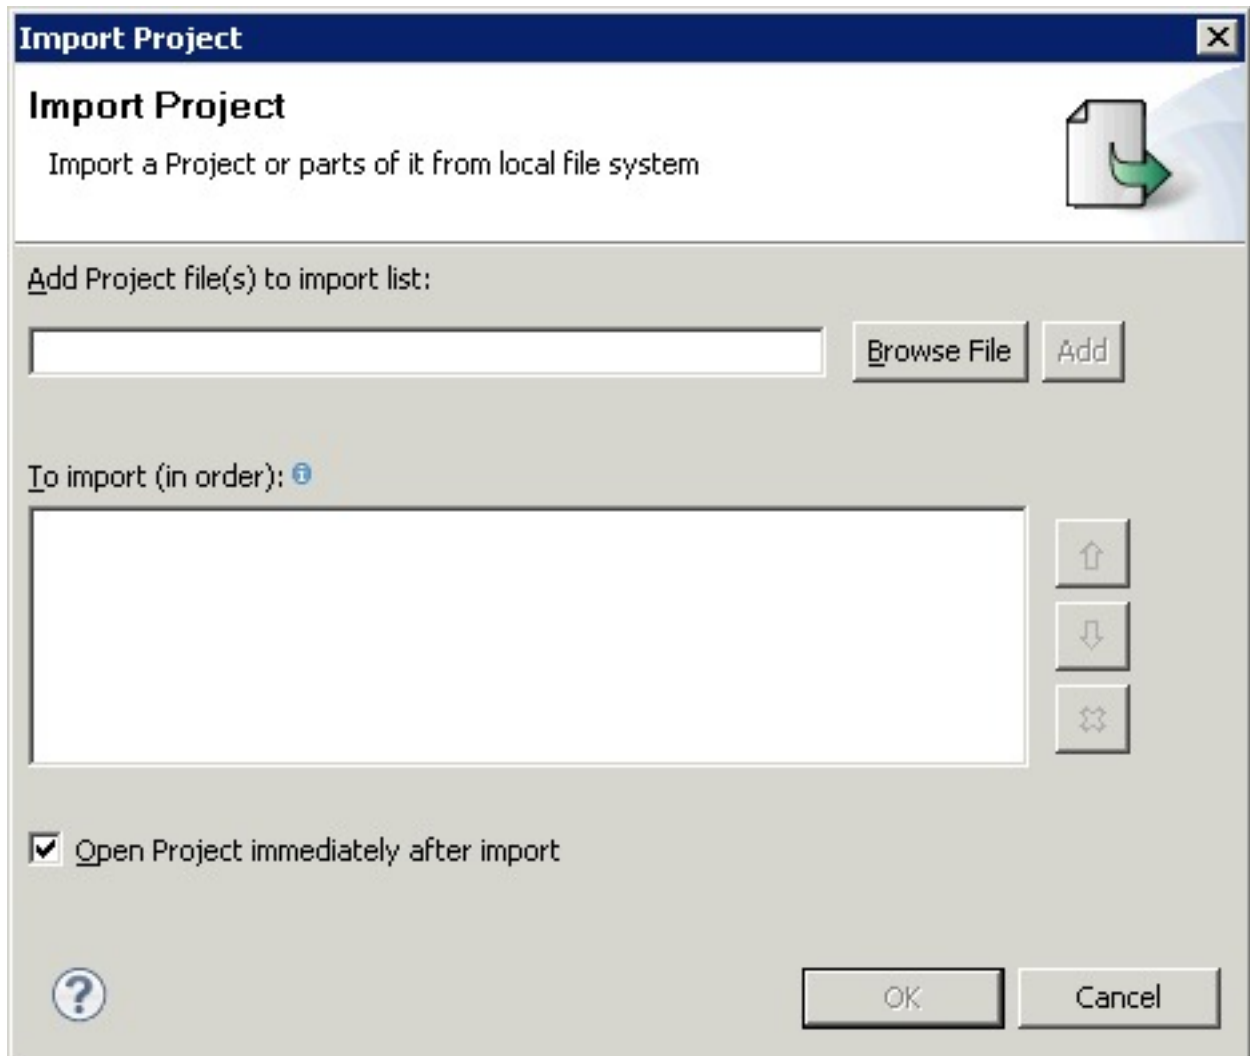 Import Project
Import Project
Import a Project or parts of it from local file system
Add Project file(s) to import list:
Browse File
Add
To import (in order):
Open Project immediately after import
OK
Cancel